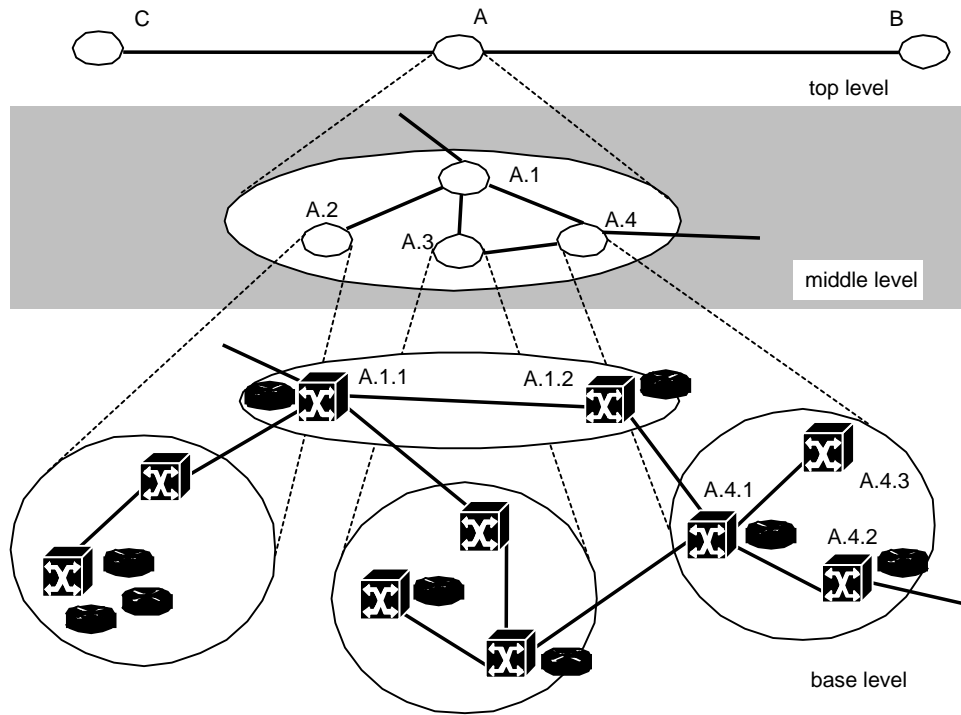 C
A
B
top level
A.1
A.2
A.4
A.3
middle level
A.1.1
A.1.2
A.4.1
A.4.3
A.4.2
base level